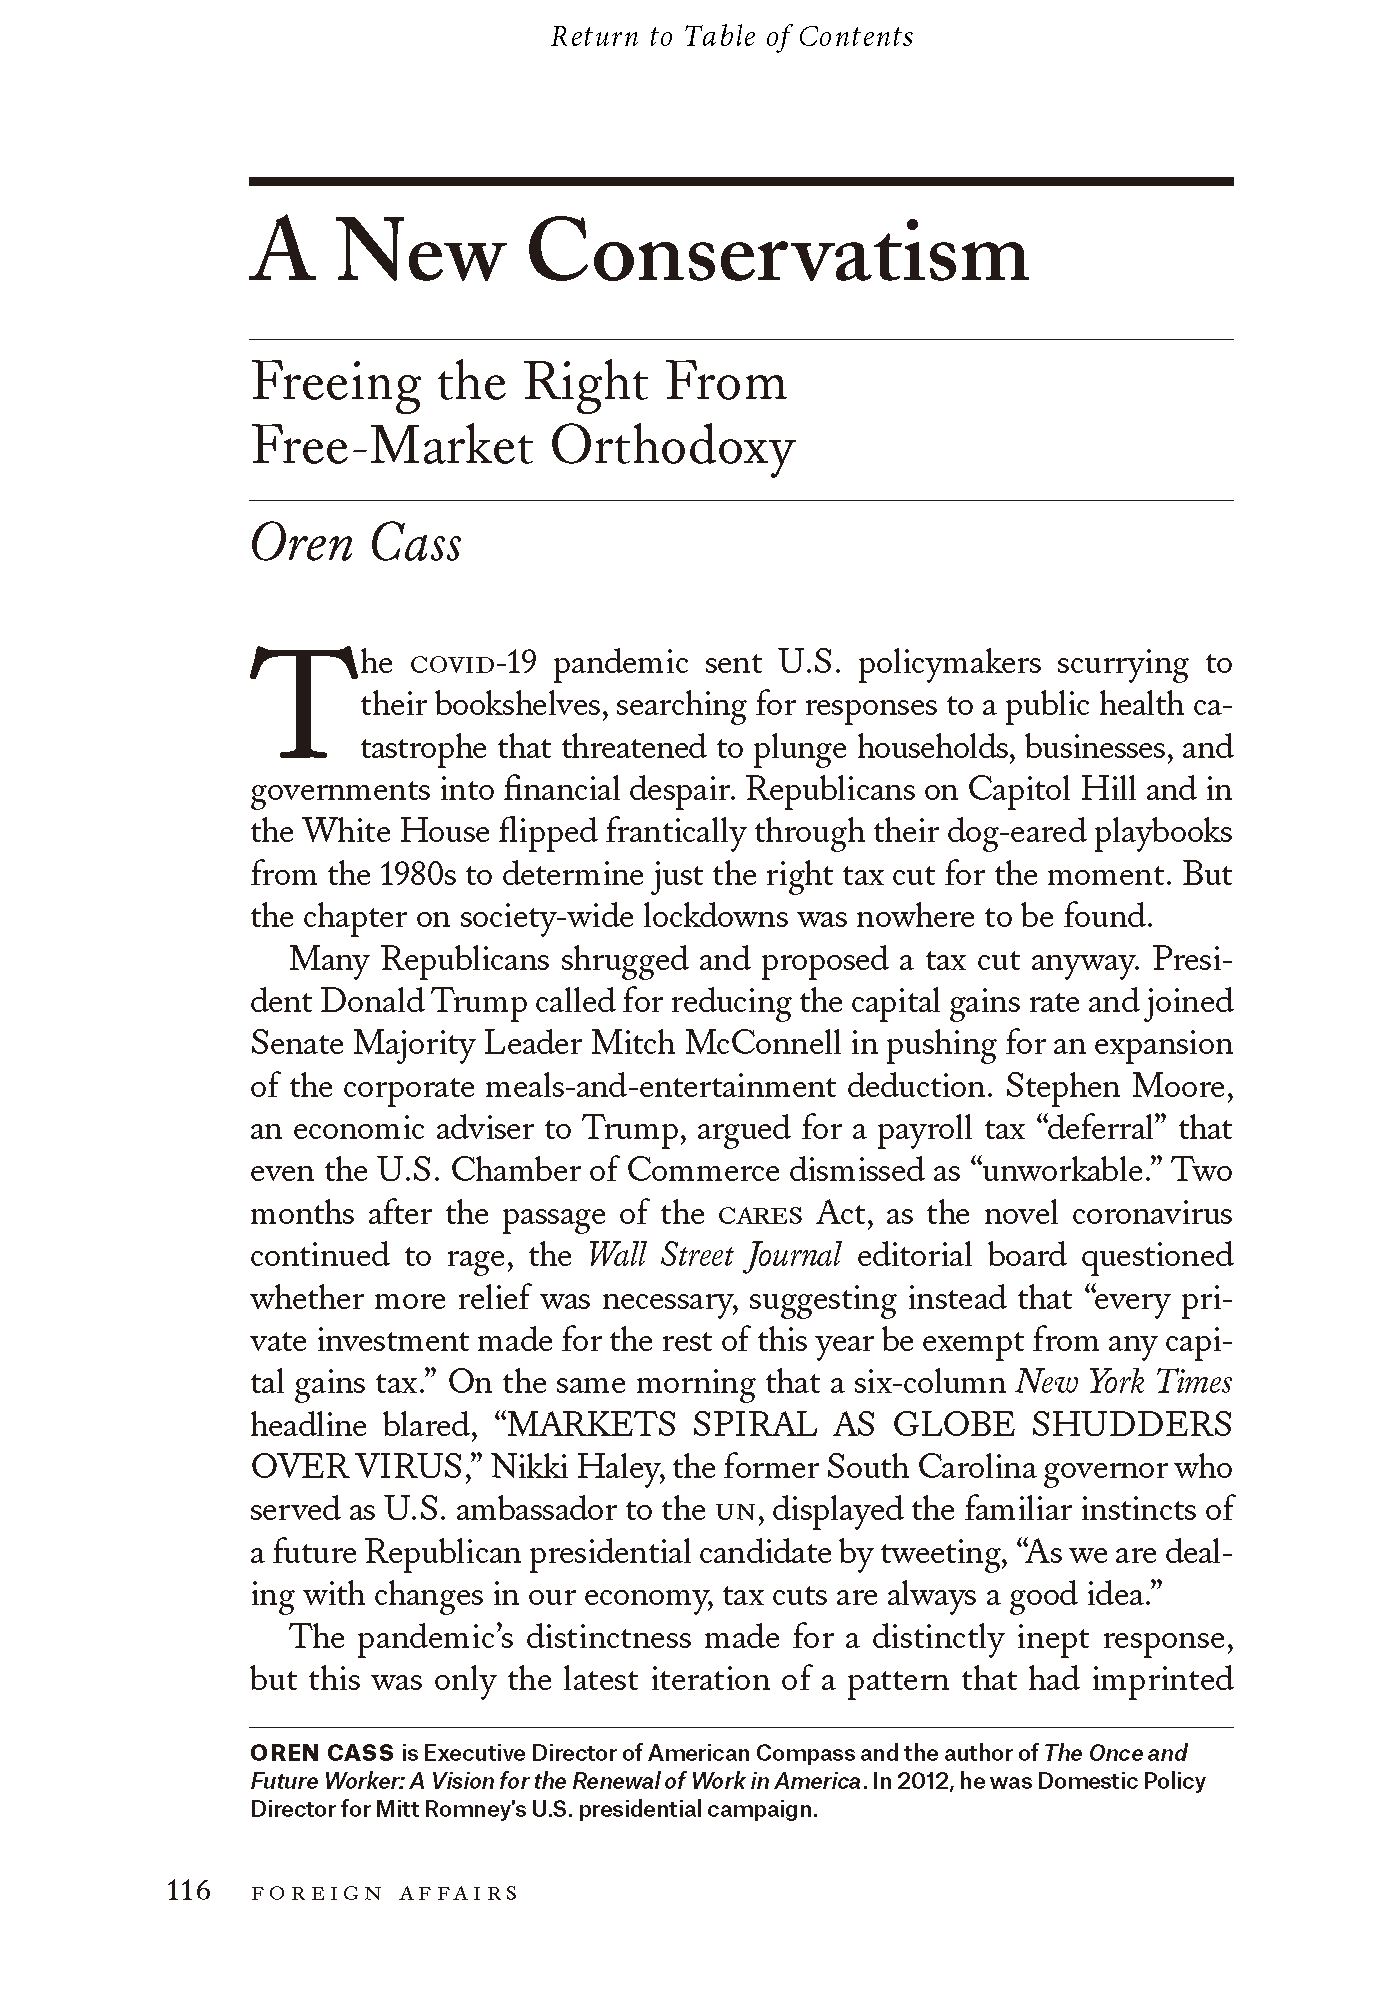 Return to Table of Contents
A New Conservatism
Freeing the Right From
Free-Market Orthodoxy
Oren Cass
The COVID-19 pandemic sent U.S. policymakers scurrying to
their bookshelves, searching for responses to a public health ca-
tastrophe that threatened to plunge households, businesses, and
governments into financial despair. Republicans on Capitol Hill and in
the White House flipped frantically through their dog-eared playbooks
from the 1980s to determine just the right tax cut for the moment. But
the chapter on society-wide lockdowns was nowhere to be found.
Many Republicans shrugged and proposed a tax cut anyway. Presi-
dent Donald Trump called for reducing the capital gains rate and joined
Senate Majority Leader Mitch McConnell in pushing for an expansion
of the corporate meals-and-entertainment deduction. Stephen Moore,
an economic adviser to Trump, argued for a payroll tax “deferral” that
even the U.S. Chamber of Commerce dismissed as “unworkable.” Two
months after the passage of the CARES Act, as the novel coronavirus
continued to rage, the Wall Street Journal editorial board questioned
whether more relief was necessary, suggesting instead that “every pri-
vate investment made for the rest of this year be exempt from any capi-
tal gains tax.” On the same morning that a six-column New York Times
headline blared, “MARKETS SPIRAL AS GLOBE SHUDDERS
OVER VIRUS,” Nikki Haley, the former South Carolina governor who
served as U.S. ambassador to the UN, displayed the familiar instincts of
a future Republican presidential candidate by tweeting, “As we are deal-
ing with changes in our economy, tax cuts are always a good idea.”
The pandemic’s distinctness made for a distinctly inept response,
but this was only the latest iteration of a pattern that had imprinted
OREN CASS is Executive Director of American Compass and the author of The Once and
Future Worker: A Vision for the Renewal of Work in America. In 2012, he was Domestic Policy
Director for Mitt Romney’s U.S. presidential campaign.
116 FOREIGN AFFAIRS